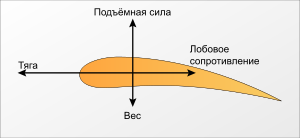 Подъёмная сила
Лобовое
сопротивление
Тяга
Вес